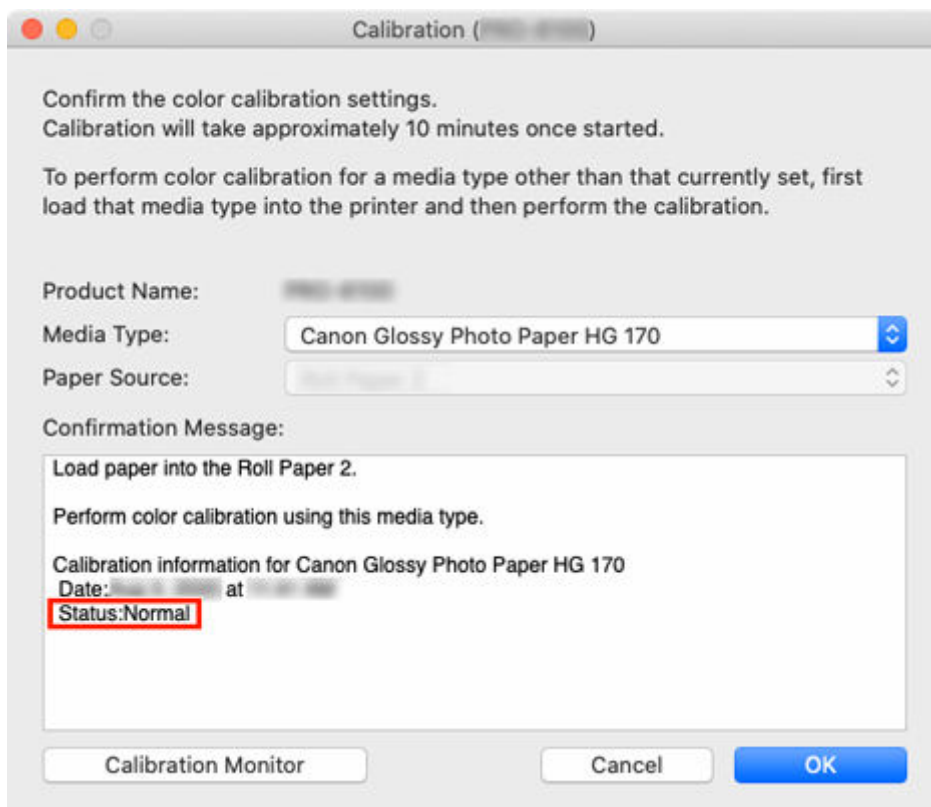 Calibration ( )
Confirm the color calibration settings.
Calibration will take approximately 10 minutes once started.
To perform color calibration for a media type other than that currently set, first
load that media type into the printer and then perform the calibration.
Product Name:
Media Type: Canon Glossy Photo Paper HG 170
Paper Source:
Confirmation Message:
Load paper into the Roll Paper 2.
Perform color calibration using this media type.
Calibration information for Canon Glossy Photo Paper HG 170
Date: at
Status:Normal
Calibration Monitor Cancel OK